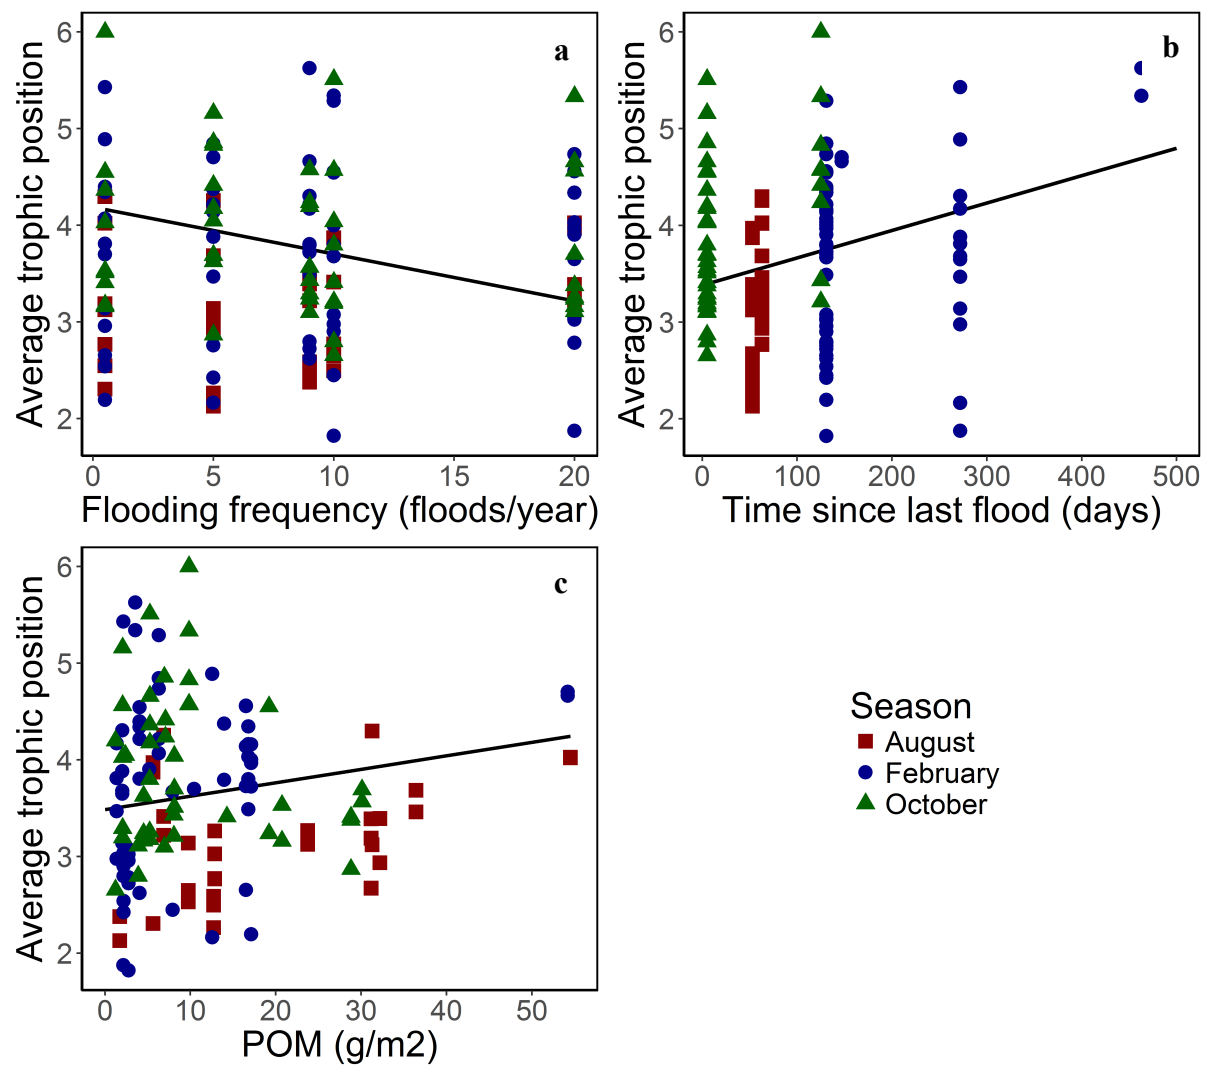 a
6
5
4
3
2
Average trophic position
0
5
10
15
20
Flooding frequency (floods/year)
b
6
5
4
3
2
Average trophic position
0
100
200
300
400
500
Time since last flood (days)
c
6
5
4
3
2
Average trophic position
0
10
20
30
40
50
POM (g/m2)
Season
August
February
October